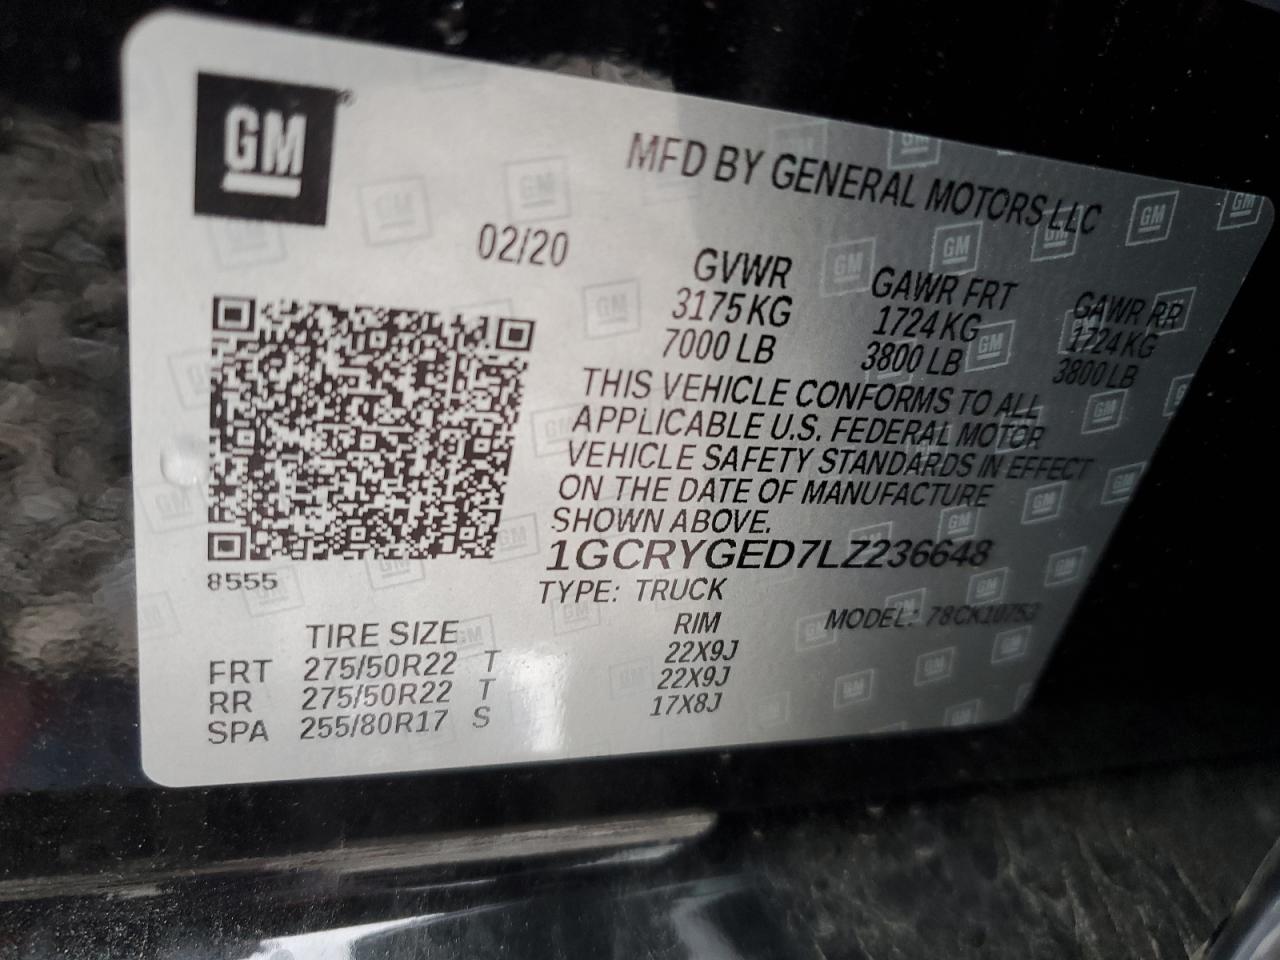 GM
MFD BY GENERAL MOTORS LLC
02/20
GVWR GAWR FRT GAWR RR
3175 KG 1724 KG 1724 KG
7000 LB 3800 LB 3800 LB
THIS VEHICLE CONFORMS TO ALL
APPLICABLE U.S. FEDERAL MOTOR
VEHICLE SAFETY STANDARDS IN EFFECT
ON THE DATE OF MANUFACTURE
SHOWN ABOVE.
1GCRYGED7LZ236648
8555
TYPE: TRUCK
MODEL: 78CK10753
TIRE SIZE RIM
FRT 275/50R22 T 22X9J
RR 275/50R22 T 22X9J
SPA 255/80R17 S 17X8J